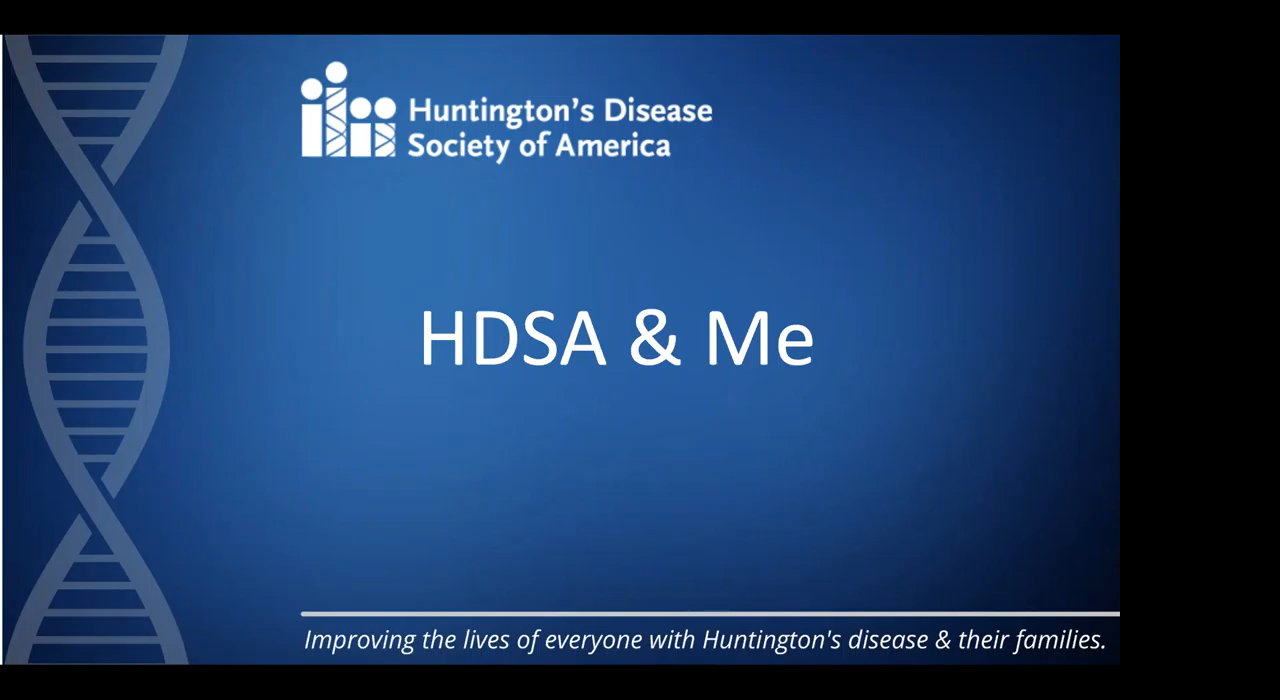 Huntington’s Disease
Society of America
HDSA & Me
Improving the lives of everyone with Huntington's disease & their families.